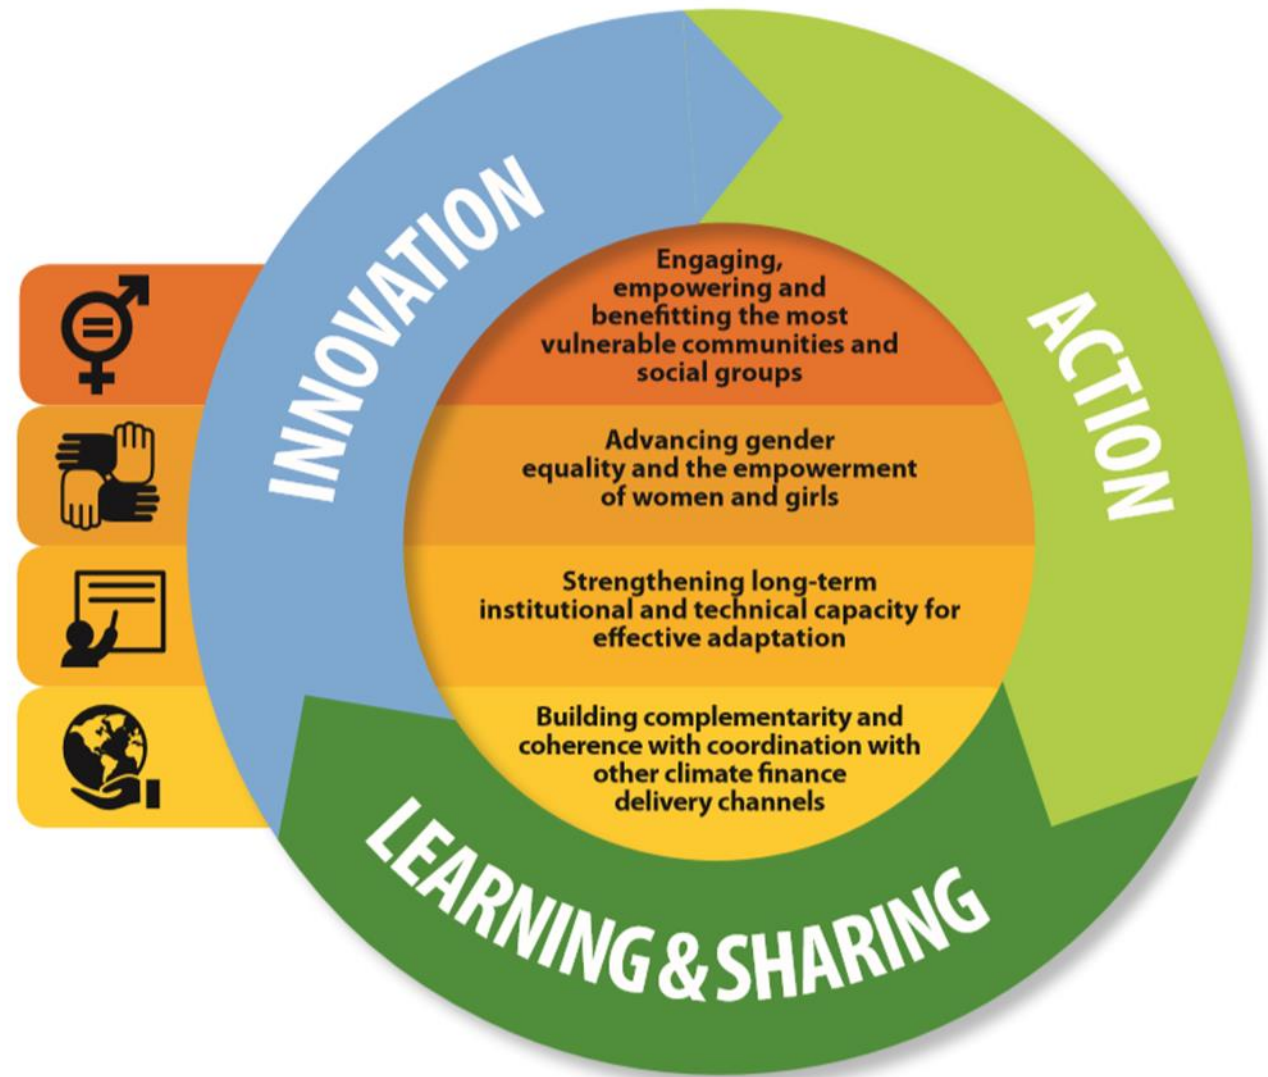 INNOVATION
ACTION
Engaging,
empowering and
benefitting the most
vulnerable communities and
social groups
Advancing gender
equality and the empowerment
of women and girls
Strengthening long-term
institutional and technical capacity for
effective adaptation
Building complementarity and
coherence with coordination with
other climate finance
delivery channels
LEARNING & SHARING